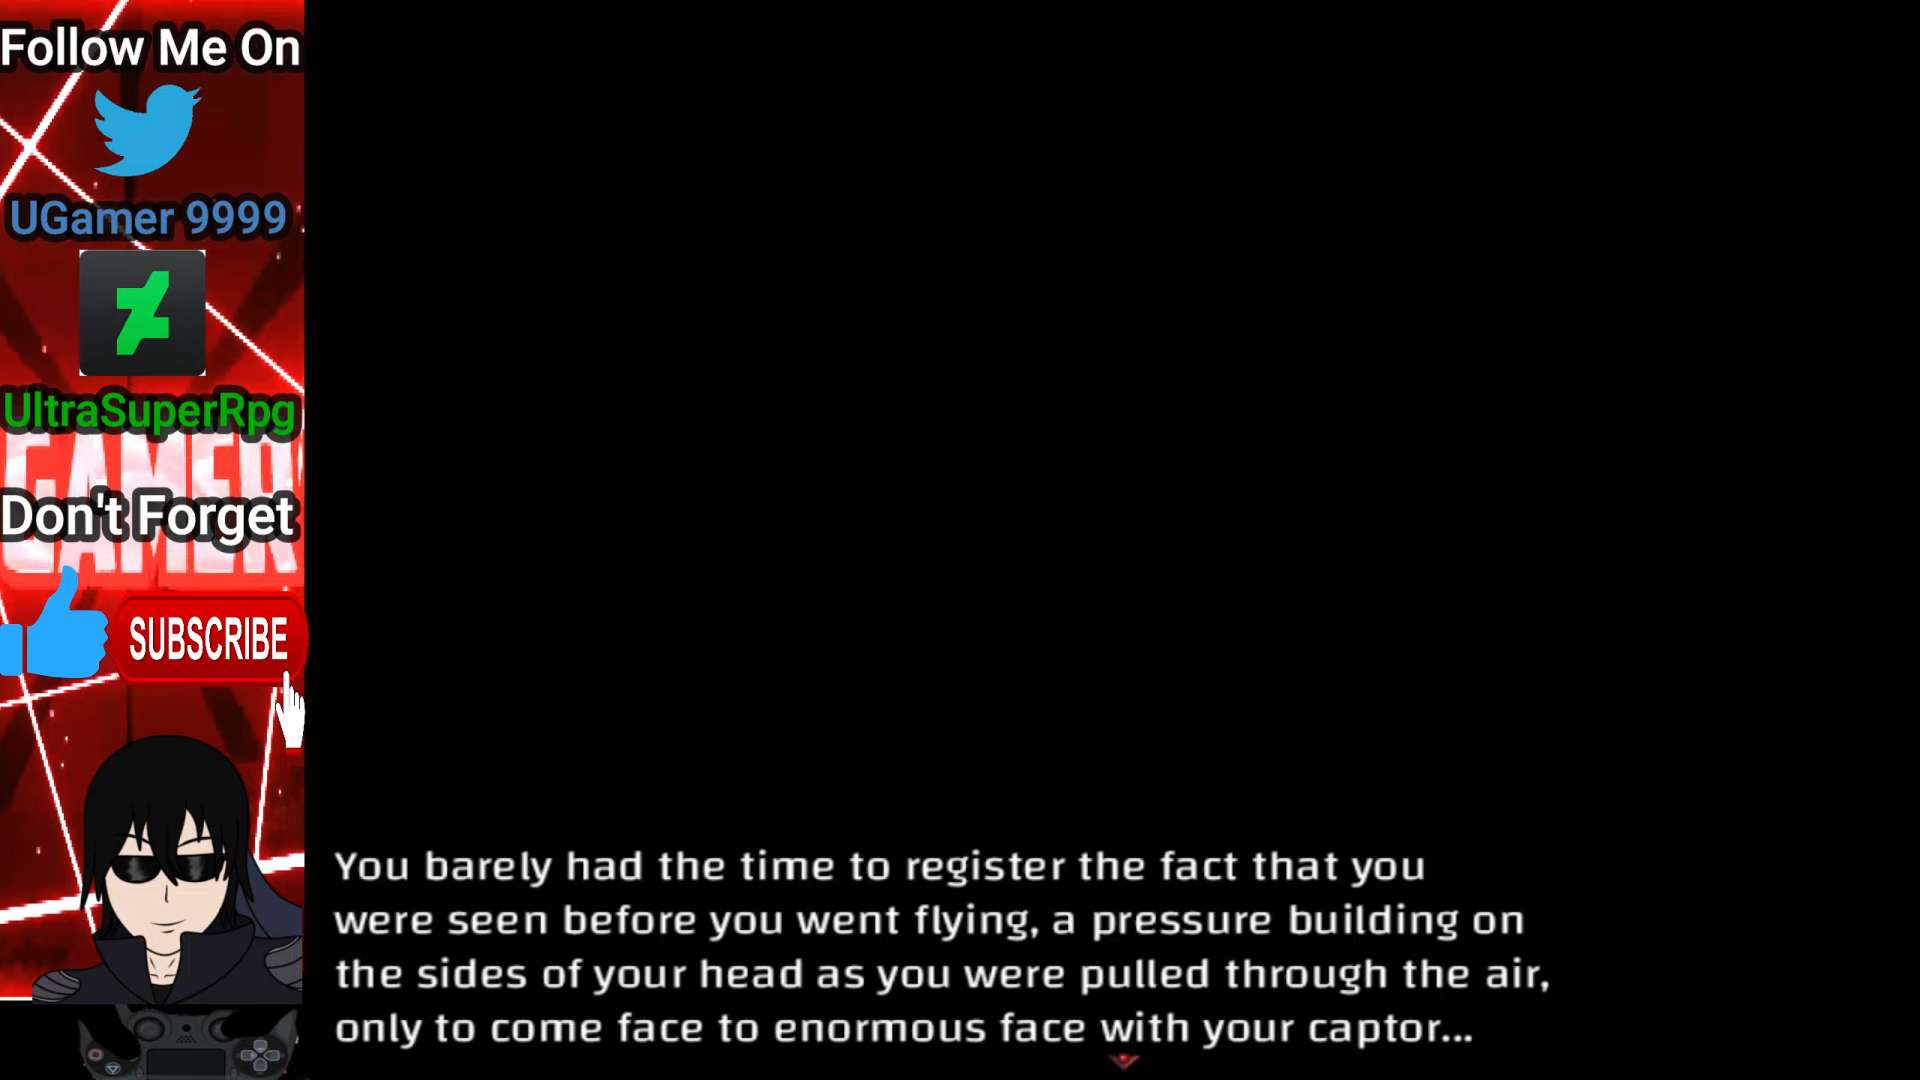 Follow Me On
UGamer 9999
UltraSuperRpg
GAMER
Don't Forget
GAMER
SUBSCRIBE
You barely had the time to register the fact that you
were seen before you went flying, a pressure building on
the sides of your head as you were pulled through the air,
only to come face to enormous face with your captor...